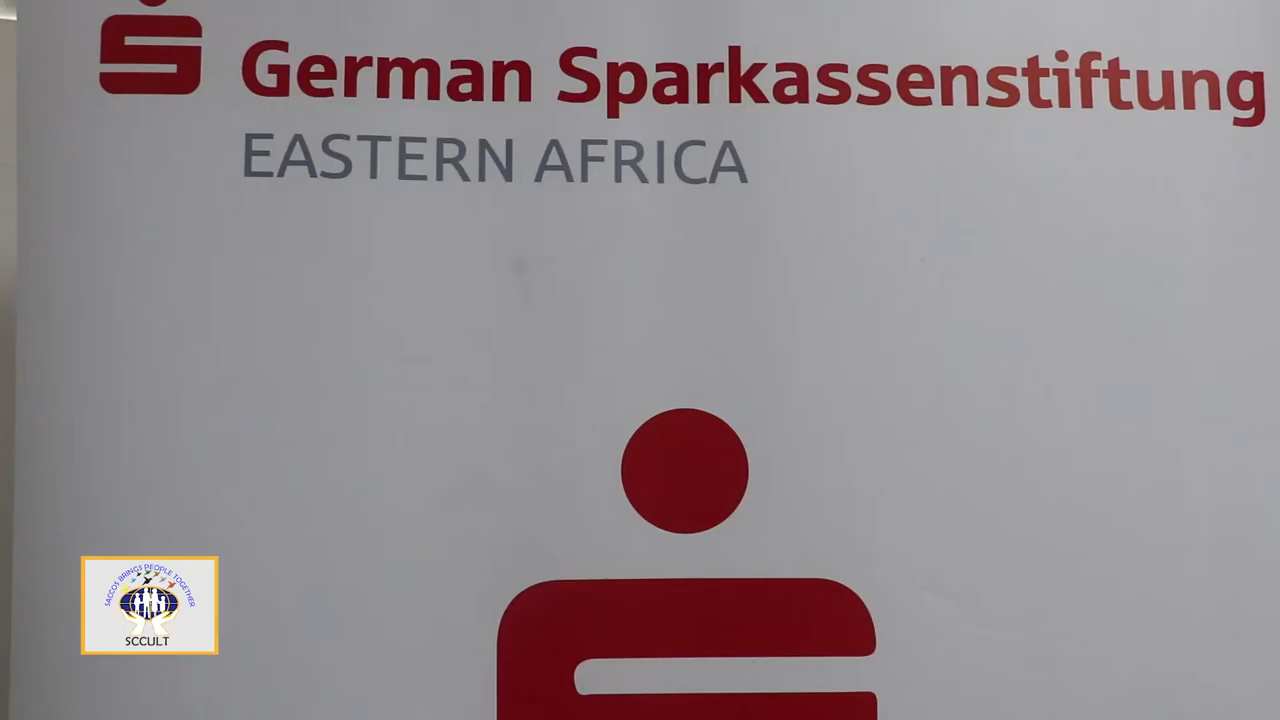 German Sparkassenstiftung
EASTERN AFRICA
SACCOS BRINGS PEOPLE TOGETHER
SCCULT